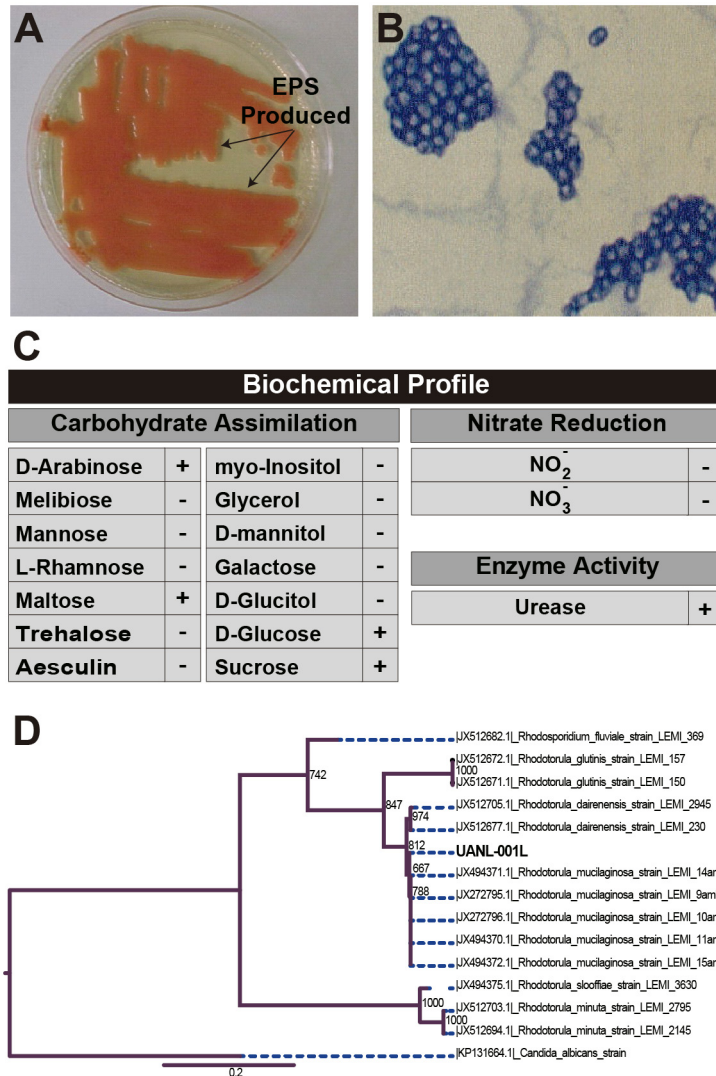 A
EPS
Produced
B
C
Biochemical Profile
Carbohydrate Assimilation
D-Arabinose + myo-Inositol -
Melibiose - Glycerol -
Mannose - D-mannitol -
L-Rhamnose - Galactose -
Maltose + D-Glucitol -
Trehalose - D-Glucose +
Aesculin - Sucrose +
Nitrate Reduction
NO2- -
NO3- -
Enzyme Activity
Urease +
D
|JX512682.1|_Rhodosporidium_fluviale_strain_LEMI_369
742
|JX512672.1|_Rhodotorula_glutinis_strain_LEMI_157
1000
|JX512671.1|_Rhodotorula_glutinis_strain_LEMI_150
847
|JX512705.1|_Rhodotorula_dairenensis_strain_LEMI_2945
974
|JX512677.1|_Rhodotorula_dairenensis_strain_LEMI_230
812
UANL-001L
667
|JX494371.1|_Rhodotorula_mucilaginosa_strain_LEMI_14an
788
|JX272795.1|_Rhodotorula_mucilaginosa_strain_LEMI_9am
|JX272796.1|_Rhodotorula_mucilaginosa_strain_LEMI_10an
|JX494370.1|_Rhodotorula_mucilaginosa_strain_LEMI_11an
|JX494372.1|_Rhodotorula_mucilaginosa_strain_LEMI_15an
|JX494375.1|_Rhodotorula_slooffiae_strain_LEMI_3630
1000
|JX512703.1|_Rhodotorula_minuta_strain_LEMI_2795
1000
|JX512694.1|_Rhodotorula_minuta_strain_LEMI_2145
|KP131664.1|_Candida_albicans_strain
0.2